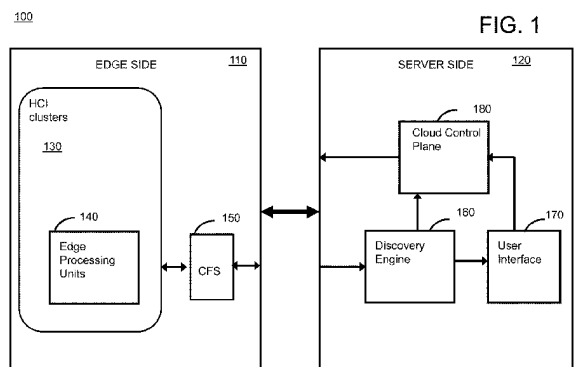 100
FIG. 1
EDGE SIDE
110
HCI
clusters
130
140
Edge
Processing
Units
150
CFS
SERVER SIDE
120
180
Cloud Control
Plane
160
Discovery
Engine
170
User
Interface